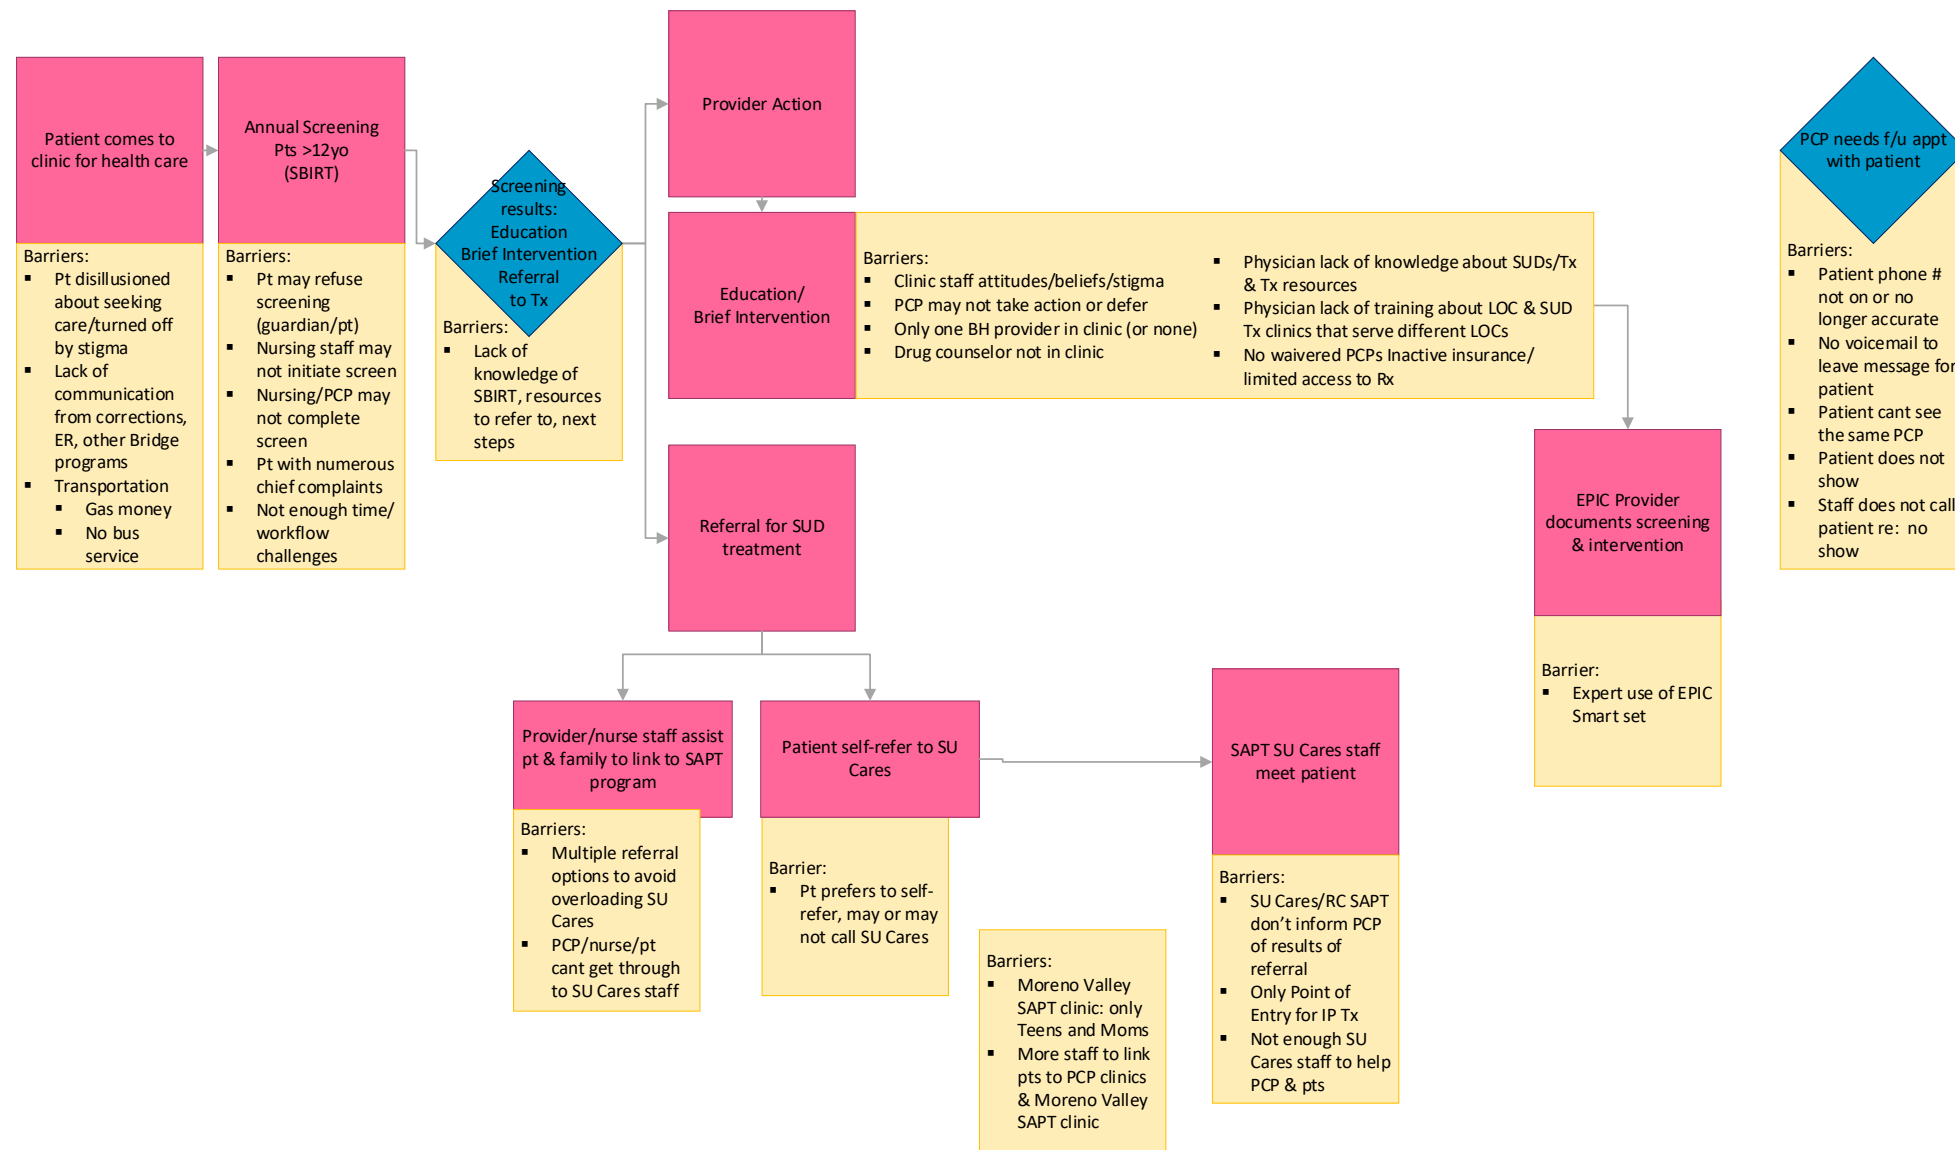 Patient comes to
clinic for health care
Barriers:
▪ Pt disillusioned
about seeking
care/turned off
by stigma
▪ Lack of
communication
from corrections,
ER, other Bridge
programs
▪ Transportation
▪ Gas money
▪ No bus
service
Annual Screening
Pts >12yo
(SBIRT)
Barriers:
▪ Pt may refuse
screening
(guardian/pt)
▪ Nursing staff may
not initiate screen
▪ Nursing/PCP may
not complete
screen
▪ Pt with numerous
chief complaints
▪ Not enough time/
workflow
challenges
Screening
results:
Education
Brief Intervention
Referral
to Tx
Barriers:
▪ Lack of
knowledge of
SBIRT, resources
to refer to, next
steps
Provider Action
Education/
Brief Intervention
Barriers:
▪ Clinic staff attitudes/beliefs/stigma
▪ PCP may not take action or defer
▪ Only one BH provider in clinic (or none)
▪ Drug counselor not in clinic
▪ Physician lack of knowledge about SUDs/Tx
& Tx resources
▪ Physician lack of training about LOC & SUD
Tx clinics that serve different LOCs
▪ No waivered PCPs Inactive insurance/
limited access to Rx
Referral for SUD
treatment
Provider/nurse staff assist
pt & family to link to SAPT
program
Barriers:
▪ Multiple referral
options to avoid
overloading SU
Cares
▪ PCP/nurse/pt
cant get through
to SU Cares staff
Patient self-refer to SU
Cares
Barrier:
▪ Pt prefers to self-
refer, may or may
not call SU Cares
Barriers:
▪ Moreno Valley
SAPT clinic: only
Teens and Moms
▪ More staff to link
pts to PCP clinics
& Moreno Valley
SAPT clinic
SAPT SU Cares staff
meet patient
Barriers:
▪ SU Cares/RC SAPT
don’t inform PCP
of results of
referral
▪ Only Point of
Entry for IP Tx
▪ Not enough SU
Cares staff to help
PCP & pts
EPIC Provider
documents screening
& intervention
Barrier:
▪ Expert use of EPIC
Smart set
PCP needs f/u appt
with patient
Barriers:
▪ Patient phone #
not on or no
longer accurate
▪ No voicemail to
leave message for
patient
▪ Patient cant see
the same PCP
▪ Patient does not
show
▪ Staff does not call
patient re: no
show